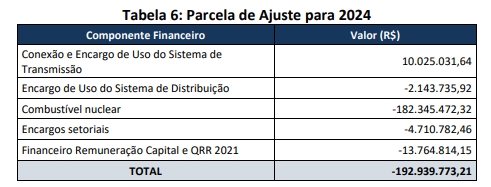 Tabela 6: Parcela de Ajuste para 2024
Componente Financeiro Valor (R$)
Conexão e Encargo de Uso do Sistema de
Transmissão 10.025.031,64
Encargo de Uso do Sistema de Distribuição -2.143.735,92
Combustível nuclear -182.345.472,32
Encargos setoriais -4.710.782,46
Financeiro Remuneração Capital e QRR 2021 -13.764.814,15
TOTAL -192.939.773,21